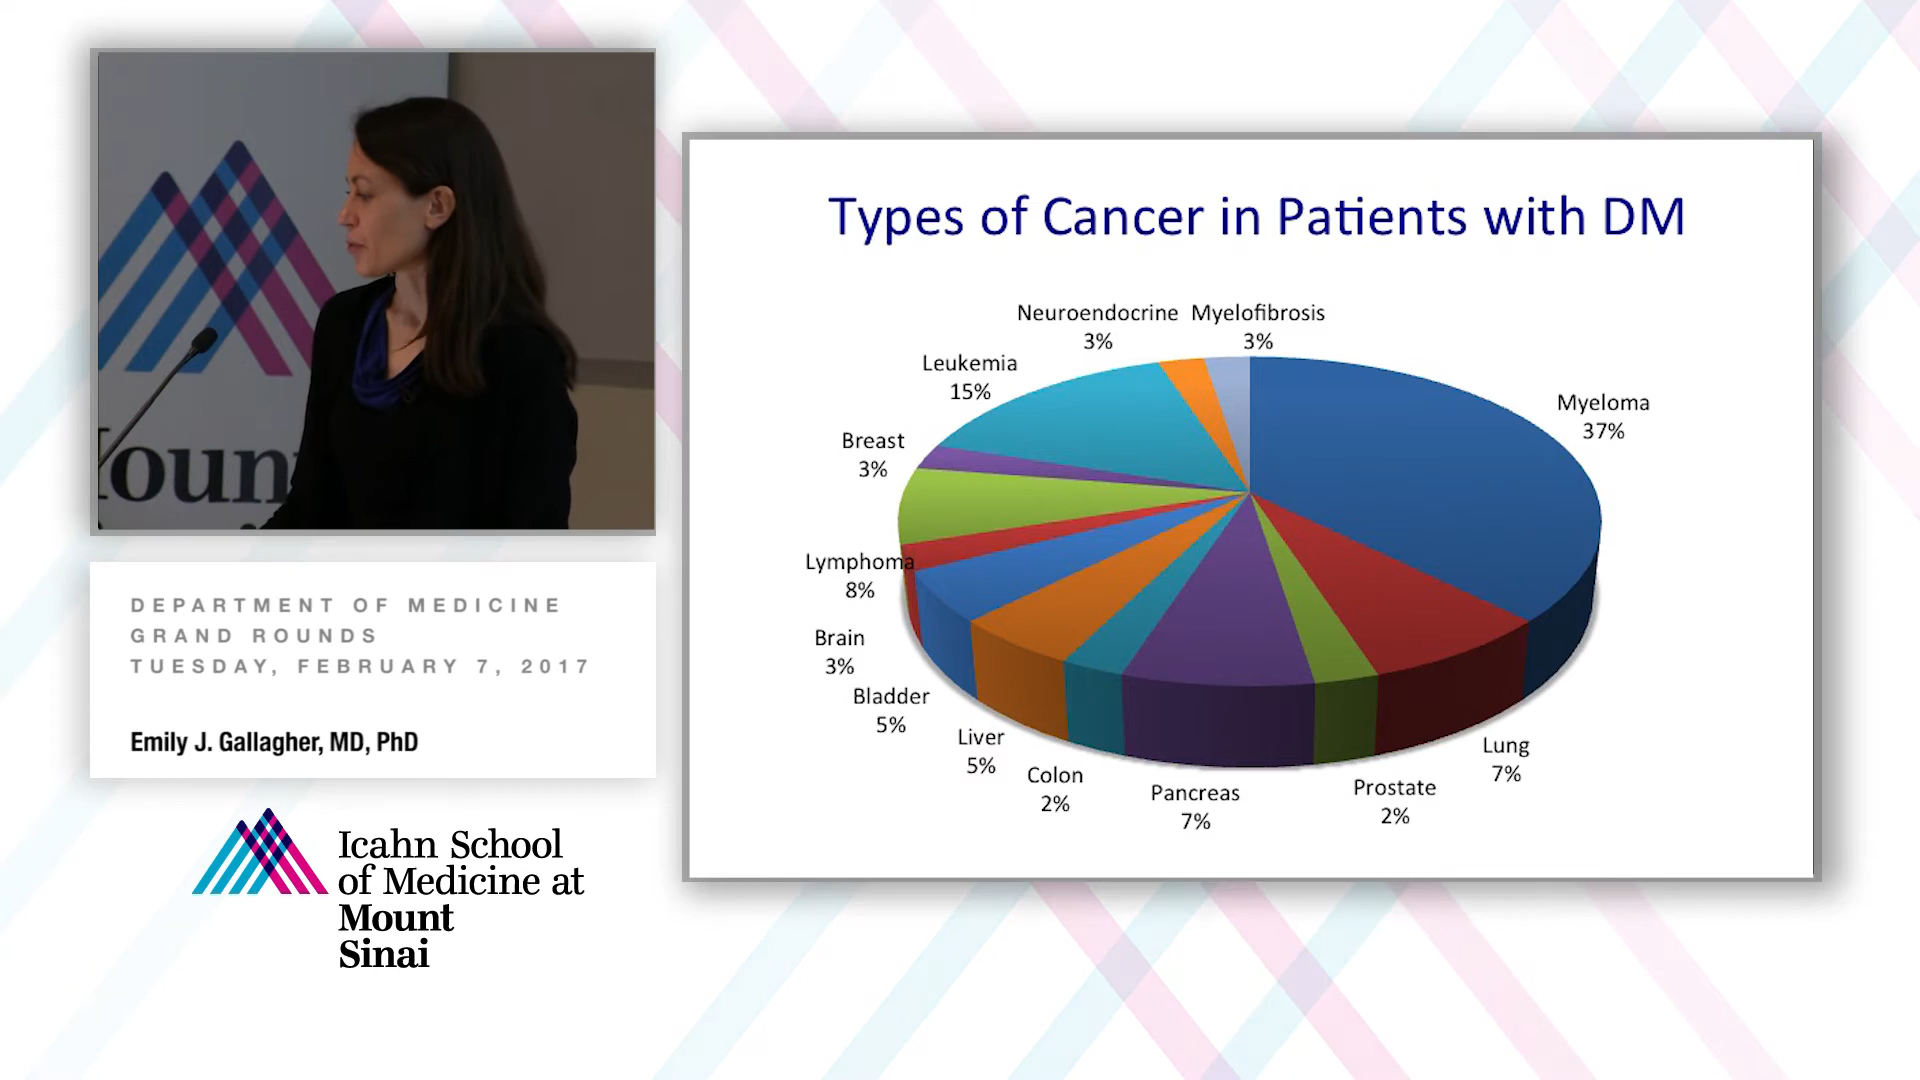 oun
DEPARTMENT OF MEDICINE
GRAND ROUNDS
TUESDAY, FEBRUARY 7, 2017
Emily J. Gallagher, MD, PhD
Icahn School
of Medicine at
Mount
Sinai
Types of Cancer in Patients with DM
Neuroendocrine
3%
Myelofibrosis
3%
Leukemia
15%
Myeloma
37%
Breast
3%
Lymphoma
8%
Brain
3%
Bladder
5%
Liver
5%
Colon
2%
Pancreas
7%
Prostate
2%
Lung
7%